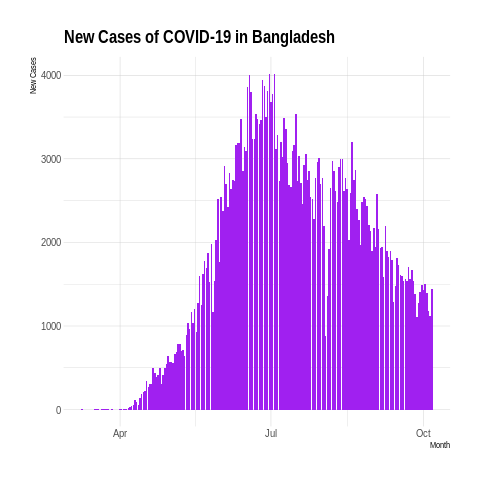 New Cases of COVID-19 in Bangladesh
New Cases
4000
3000
2000
1000
0
Apr
Jul
Oct
Month